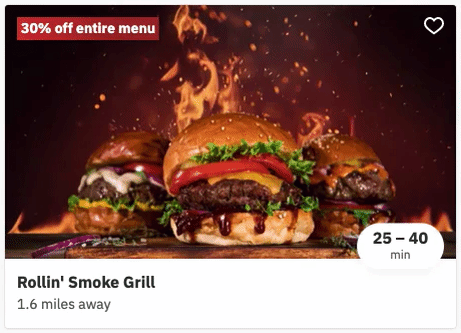 30% off entire menu
25 – 40
min
Rollin' Smoke Grill
1.6 miles away